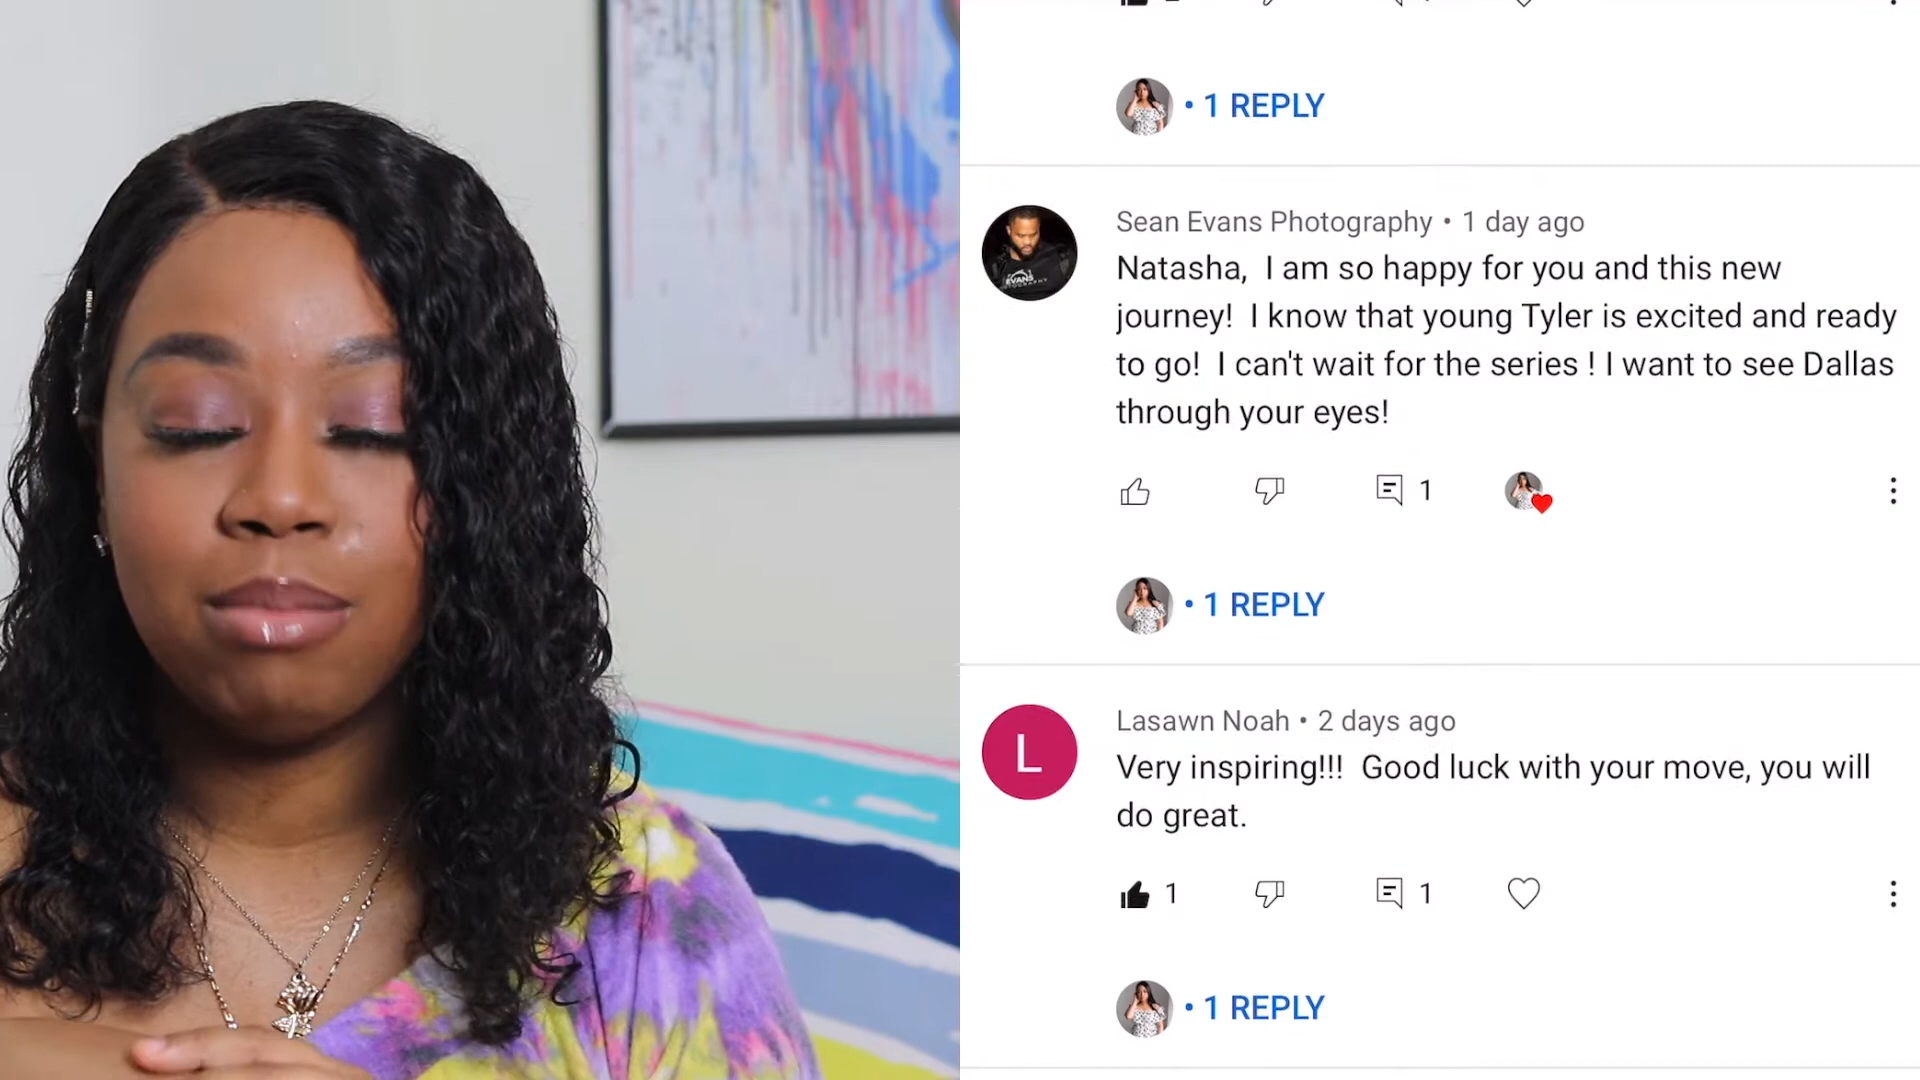 • 1 REPLY
Sean Evans Photography • 1 day ago
Natasha, I am so happy for you and this new
journey! I know that young Tyler is excited and ready
to go! I can't wait for the series ! I want to see Dallas
through your eyes!
1
• 1 REPLY
L
Lasawn Noah • 2 days ago
Very inspiring!!! Good luck with your move, you will
do great.
1 1
• 1 REPLY